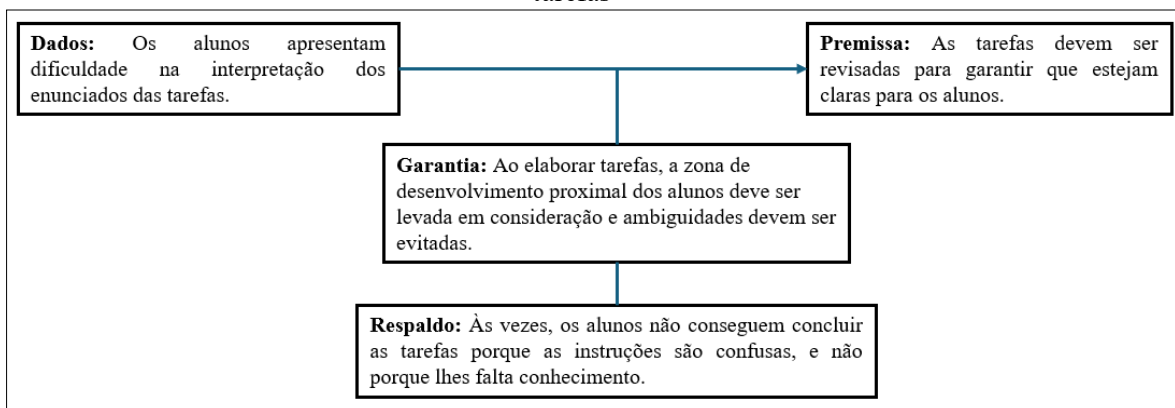 Dados: Os alunos apresentam
dificuldade na interpretação dos
enunciados das tarefas.
Premissa: As tarefas devem ser
revisadas para garantir que estejam
claras para os alunos.
Garantia: Ao elaborar tarefas, a zona de
desenvolvimento proximal dos alunos deve ser
levada em consideração e ambiguidades devem ser
evitadas.
Respaldo: Às vezes, os alunos não conseguem concluir
as tarefas porque as instruções são confusas, e não
porque lhes falta conhecimento.